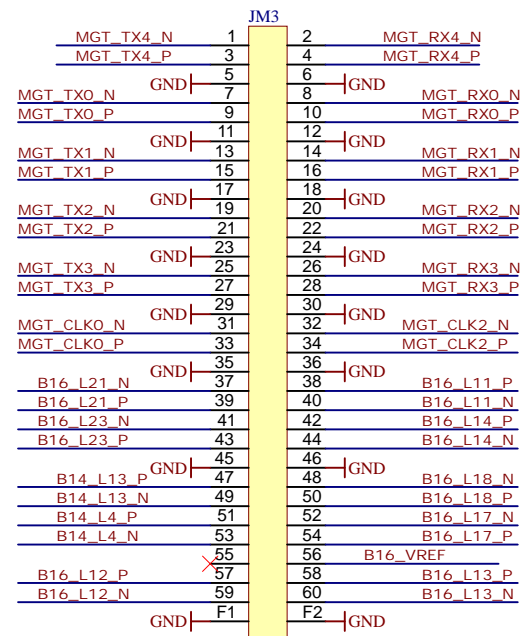 JM3
MGT_TX4_N 1 2 MGT_RX4_N
MGT_TX4_P 3 4 MGT_RX4_P
GND 5 6 GND
MGT_TX0_N 7 8 MGT_RX0_N
MGT_TX0_P 9 10 MGT_RX0_P
GND 11 12 GND
MGT_TX1_N 13 14 MGT_RX1_N
MGT_TX1_P 15 16 MGT_RX1_P
GND 17 18 GND
MGT_TX2_N 19 20 MGT_RX2_N
MGT_TX2_P 21 22 MGT_RX2_P
GND 23 24 GND
MGT_TX3_N 25 26 MGT_RX3_N
MGT_TX3_P 27 28 MGT_RX3_P
GND 29 30 GND
MGT_CLK0_N 31 32 MGT_CLK2_N
MGT_CLK0_P 33 34 MGT_CLK2_P
GND 35 36 GND
B16_L21_N 37 38 B16_L11_P
B16_L21_P 39 40 B16_L11_N
B16_L23_N 41 42 B16_L14_P
B16_L23_P 43 44 B16_L14_N
GND 45 46 GND
B14_L13_P 47 48 B16_L18_N
B14_L13_N 49 50 B16_L18_P
B14_L4_P 51 52 B16_L17_N
B14_L4_N 53 54 B16_L17_P
55 56 B16_VREF
B16_L12_P 57 58 B16_L13_P
B16_L12_N 59 60 B16_L13_N
GND F1 F2 GND